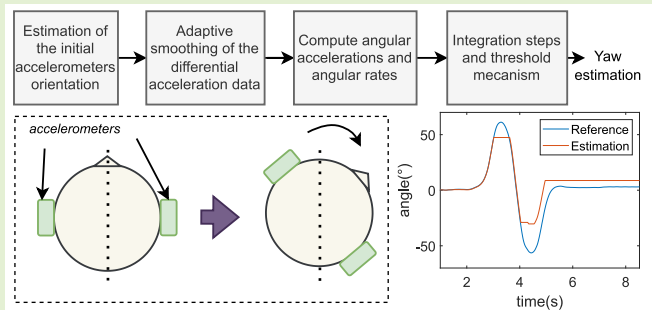 Estimation of
the initial
accelerometers
orientation
Adaptive
smoothing of the
differential
acceleration data
Compute angular
accelerations and
angular rates
Integration steps
and threshold
mecanism
Yaw
estimation
accelerometers
angle(°)
50
0
-50
Reference
Estimation
2
4
6
8
time(s)